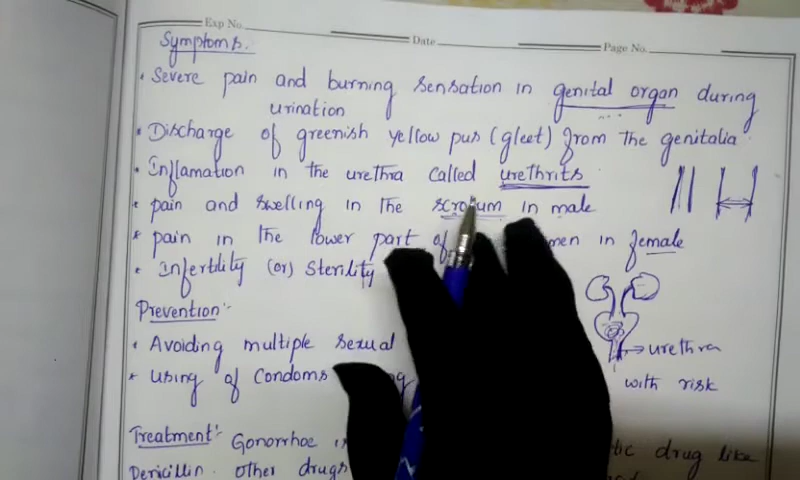 Exp No.
Date
Page No.
Symptoms.
• Severe pain and burning sensation in genital organ during
urination
• Discharge of greenish yellow pus (gleet) from the genitalia
• Inflamation in the urethra called urethrits
• pain and swelling in the scrotum in male
* pain in the lower part of men in female
• Infertility (or) Sterility
Prevention:-
• Avoiding multiple sexual
* using of Condoms
urethra
with risk
Treatment:- Gonorrhoe drug like
Penicillin. other drugs